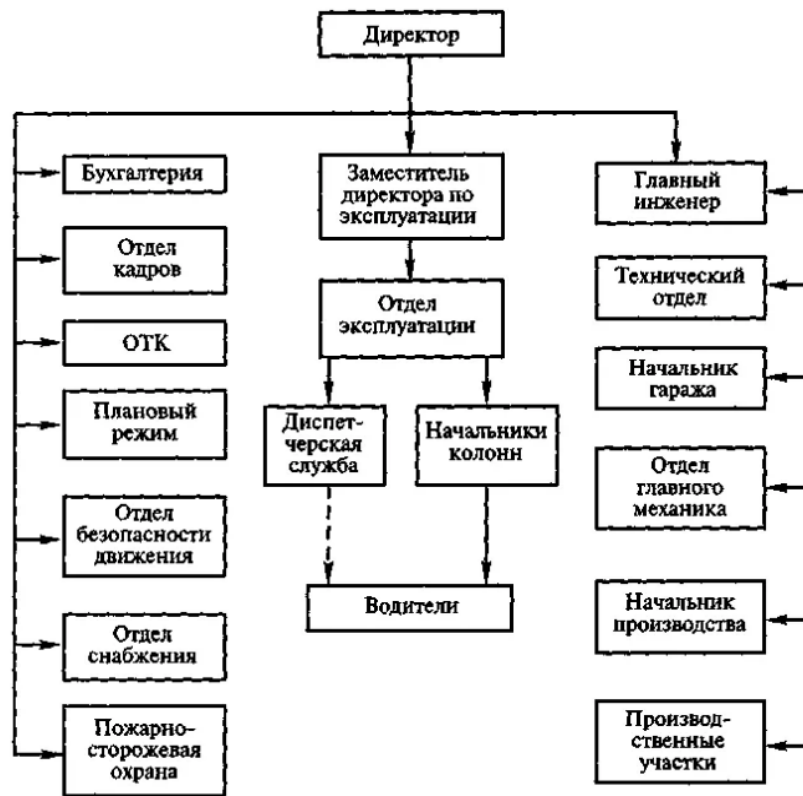 Директор
Бухгалтерия
Отдел
кадров
ОТК
Плановый
режим
Отдел
безопасности
движения
Отдел
снабжения
Пожарно-
сторожевая
охрана
Заместитель
директора по
эксплуатации
Отдел
эксплуатации
Диспет-
черская
служба
Начальники
колонн
Водители
Главный
инженер
Технический
отдел
Начальник
гаража
Отдел
главного
механика
Начальник
производства
Производ-
ственные
участки